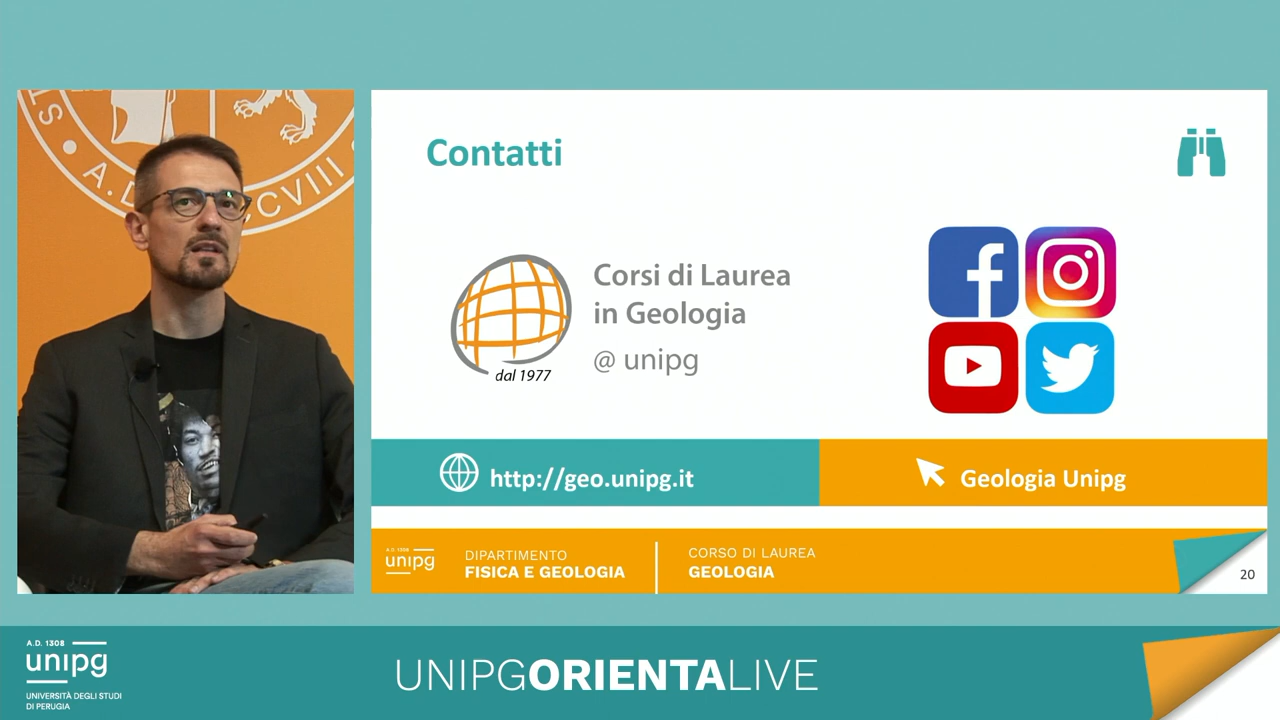 A.D.
CCVIII
Contatti
Corsi di Laurea
in Geologia
@ unipg
dal 1977
http://geo.unipg.it
Geologia Unipg
A.D. 1308
unipg
DIPARTIMENTO
FISICA E GEOLOGIA
CORSO DI LAUREA
GEOLOGIA
20
A.D. 1308
unipg
UNIVERSITÀ DEGLI STUDI
DI PERUGIA
UNIPGORIENTALIVE